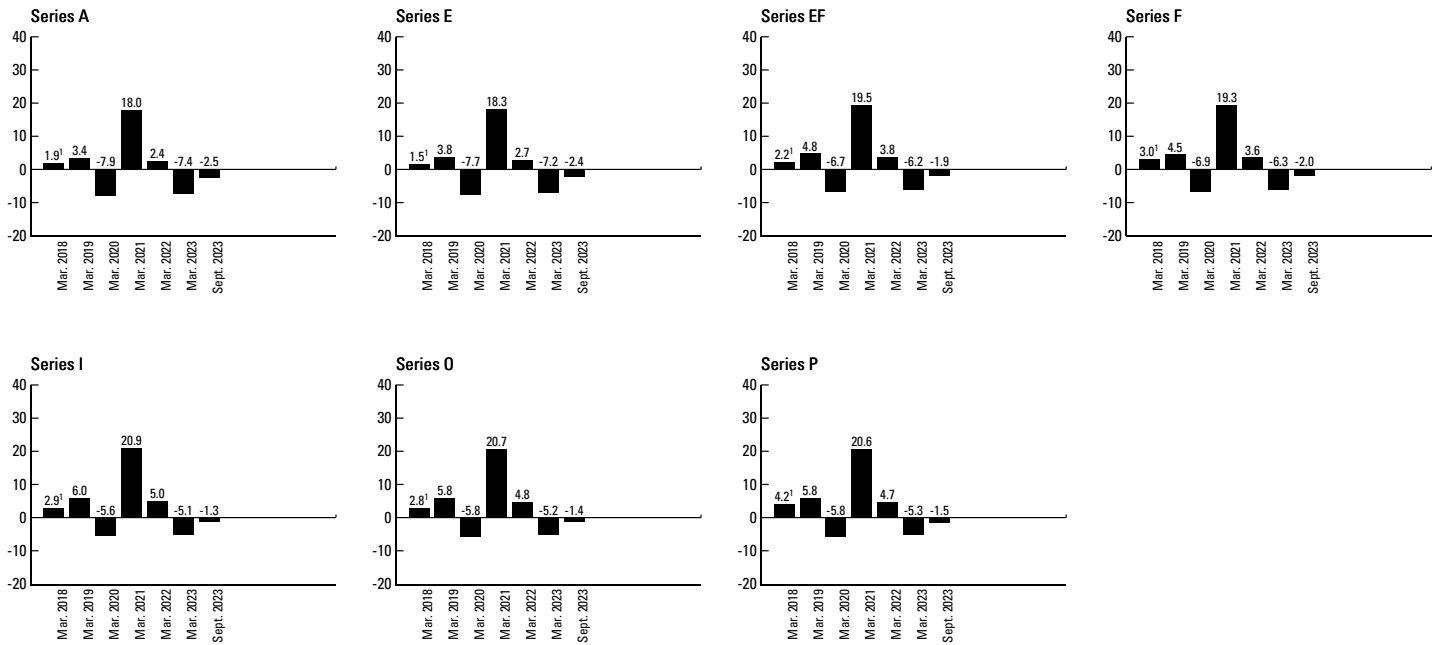 Series A
40
30
20
10
0
-10
-20
1.9¹ 3.4 -7.9 18.0 2.4 -7.4 -2.5
Mar. 2018
Mar. 2019
Mar. 2020
Mar. 2021
Mar. 2022
Mar. 2023
Sept. 2023
Series E
40
30
20
10
0
-10
-20
1.5¹ 3.8 -7.7 18.3 2.7 -7.2 -2.4
Mar. 2018
Mar. 2019
Mar. 2020
Mar. 2021
Mar. 2022
Mar. 2023
Sept. 2023
Series EF
40
30
20
10
0
-10
-20
2.2¹ 4.8 -6.7 19.5 3.8 -6.2 -1.9
Mar. 2018
Mar. 2019
Mar. 2020
Mar. 2021
Mar. 2022
Mar. 2023
Sept. 2023
Series F
40
30
20
10
0
-10
-20
3.0¹ 4.5 -6.9 19.3 3.6 -6.3 -2.0
Mar. 2018
Mar. 2019
Mar. 2020
Mar. 2021
Mar. 2022
Mar. 2023
Sept. 2023
Series I
40
30
20
10
0
-10
-20
2.9¹ 6.0 -5.6 20.9 5.0 -5.1 -1.3
Mar. 2018
Mar. 2019
Mar. 2020
Mar. 2021
Mar. 2022
Mar. 2023
Sept. 2023
Series O
40
30
20
10
0
-10
-20
2.8¹ 5.8 -5.8 20.7 4.8 -5.2 -1.4
Mar. 2018
Mar. 2019
Mar. 2020
Mar. 2021
Mar. 2022
Mar. 2023
Sept. 2023
Series P
40
30
20
10
0
-10
-20
4.2¹ 5.8 -5.8 20.6 4.7 -5.3 -1.5
Mar. 2018
Mar. 2019
Mar. 2020
Mar. 2021
Mar. 2022
Mar. 2023
Sept. 2023